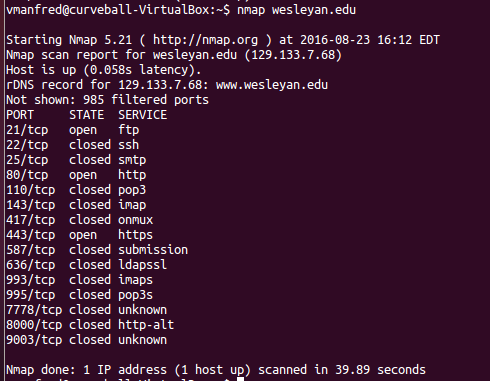 vmanfred@curveball-VirtualBox:~$ nmap wesleyan.edu
Starting Nmap 5.21 ( http://nmap.org ) at 2016-08-23 16:12 EDT
Nmap scan report for wesleyan.edu (129.133.7.68)
Host is up (0.058s latency).
rDNS record for 129.133.7.68: www.wesleyan.edu
Not shown: 985 filtered ports
PORT STATE SERVICE
21/tcp open ftp
22/tcp closed ssh
25/tcp closed smtp
80/tcp open http
110/tcp closed pop3
143/tcp closed imap
417/tcp closed onmux
443/tcp open https
587/tcp closed submission
636/tcp closed ldapssl
993/tcp closed imaps
995/tcp closed pop3s
7778/tcp closed unknown
8000/tcp closed http-alt
9003/tcp closed unknown
Nmap done: 1 IP address (1 host up) scanned in 39.89 seconds